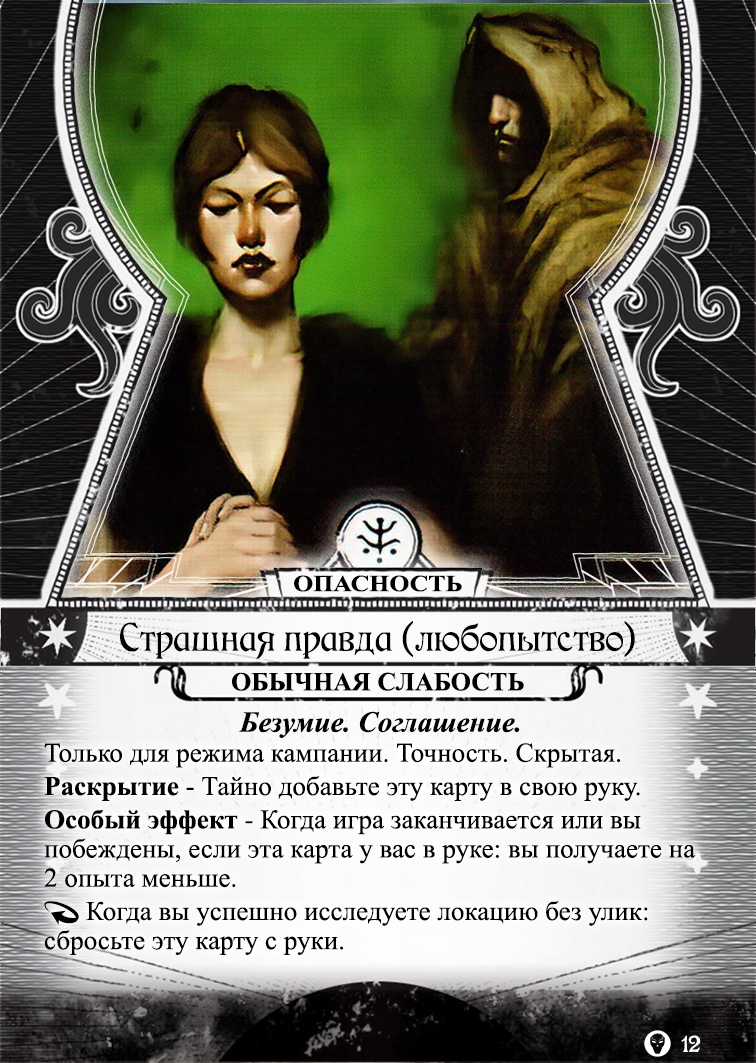 ОПАСНОСТЬ
Страшная правда (любопытство)
ОБЫЧНАЯ СЛАБОСТЬ
Безумие. Соглашение.
Только для режима кампании. Точность. Скрытая.
Раскрытие - Тайно добавьте эту карту в свою руку.
Особый эффект - Когда игра заканчивается или вы
побеждены, если эта карта у вас в руке: вы получаете на
2 опыта меньше.
Когда вы успешно исследуете локацию без улик:
сбросьте эту карту с руки.
12